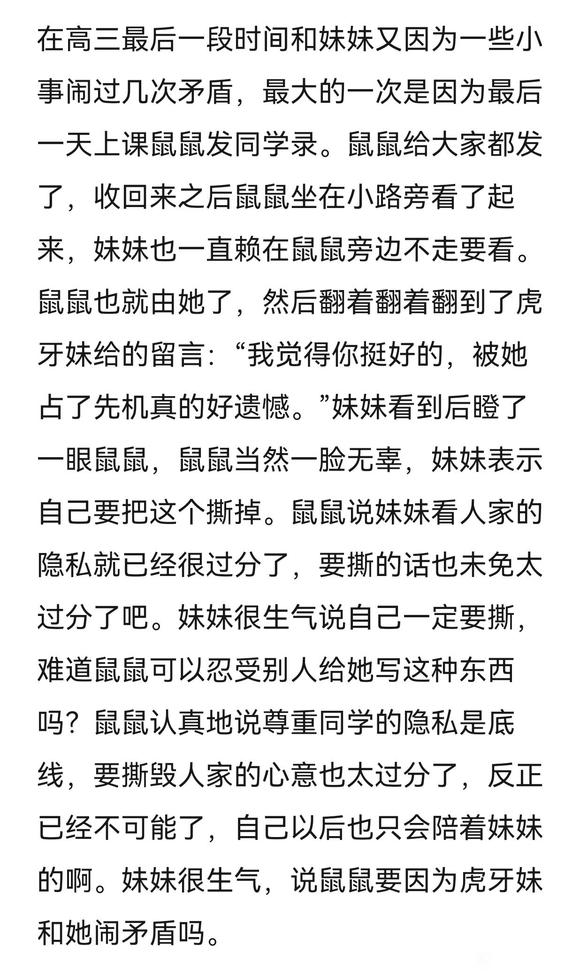 在高三最后一段时间和妹妹又因为一些小
事闹过几次矛盾，最大的一次是因为最后
一天上课鼠鼠发同学录。鼠鼠给大家都发
了，收回来之后鼠鼠坐在小路旁看了起
来，妹妹也一直赖在鼠鼠旁边不走要看。
鼠鼠也就由她了，然后翻着翻着翻到了虎
牙妹给的留言：“我觉得你挺好的，被她
占了先机真的好遗憾。”妹妹看到后瞪了
一眼鼠鼠，鼠鼠当然一脸无辜，妹妹表示
自己要把这个撕掉。鼠鼠说妹妹看人家的
隐私就已经很过分了，要撕的话也未免太
过分了吧。妹妹很生气说自己一定要撕，
难道鼠鼠可以忍受别人给她写这种东西
吗？鼠鼠认真地说尊重同学的隐私是底
线，要撕毁人家的心意也太过分了，反正
已经不可能了，自己以后也只会陪着妹妹
的啊。妹妹很生气，说鼠鼠要因为虎牙妹
和她闹矛盾吗。